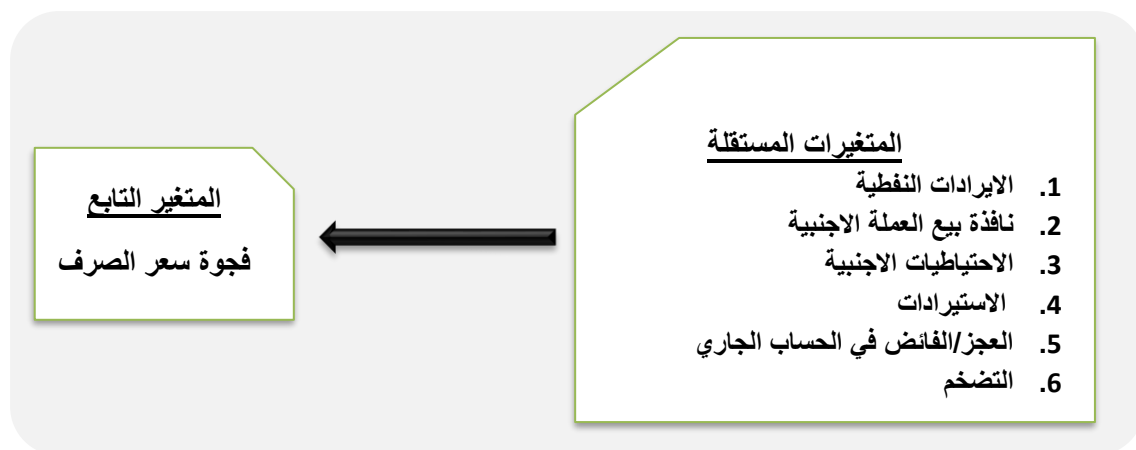 المتغيرات المستقلة
1. الايرادات النفطية
2. نافذة بيع العملة الاجنبية
3. الاحتياطيات الاجنبية
4. الاستيرادات
5. العجز/الفائض في الحساب الجاري
6. التضخم
المتغير التابع
فجوة سعر الصرف